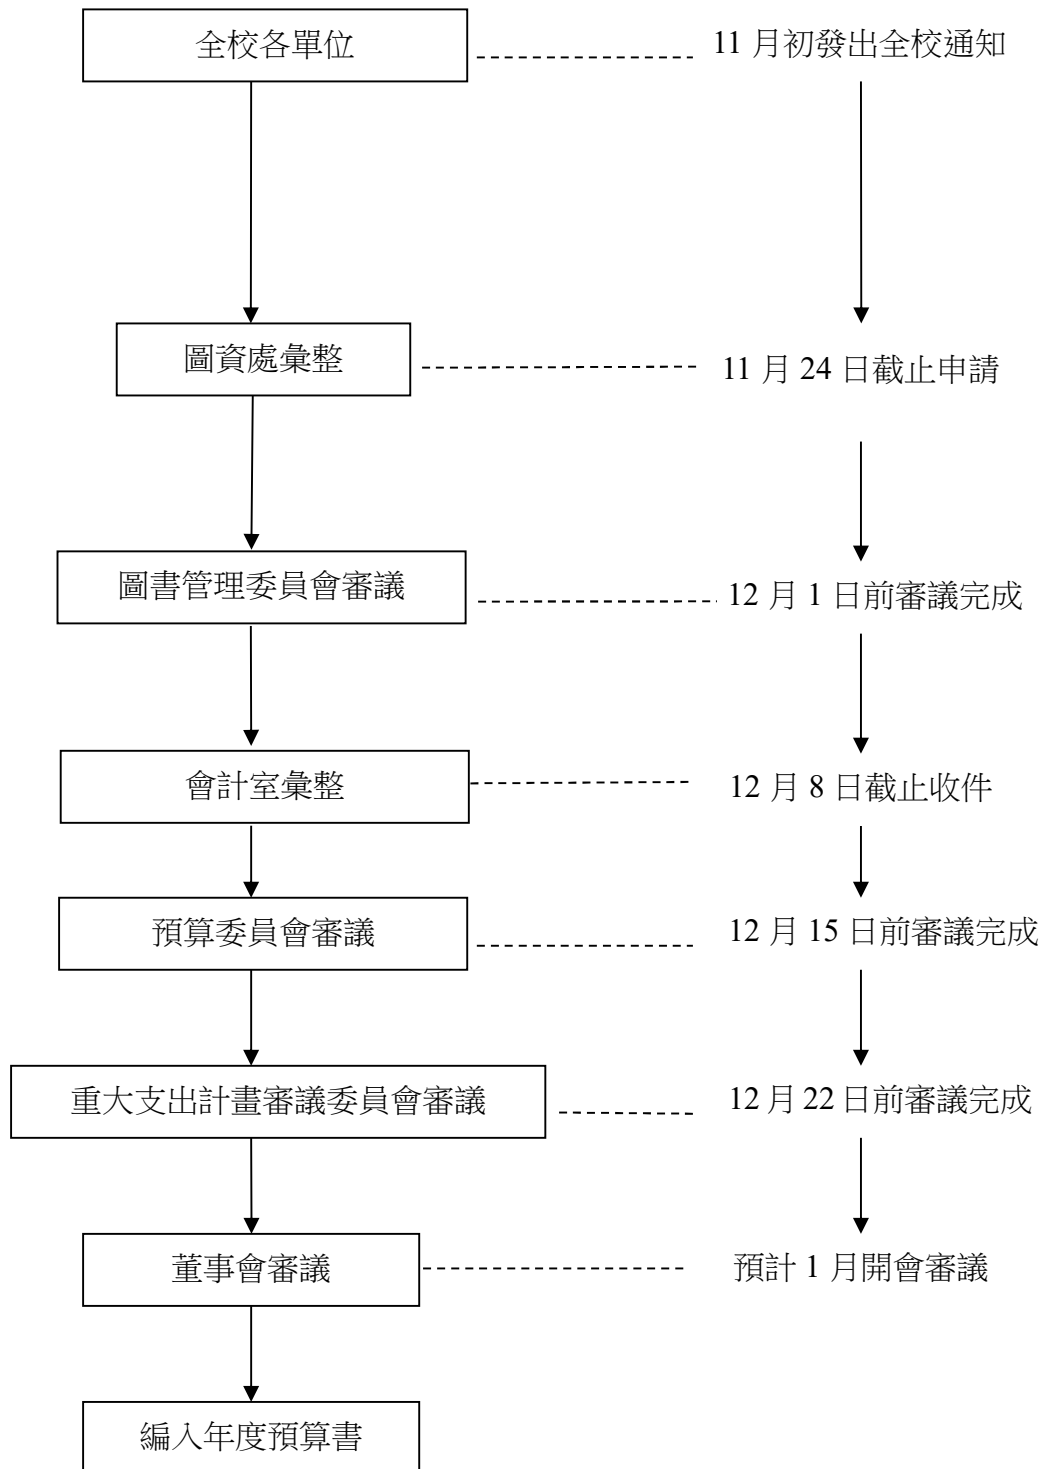 全校各單位
11 月初發出全校通知
圖資處彙整
11 月 24 日截止申請
圖書管理委員會審議
12 月 1 日前審議完成
會計室彙整
12 月 8 日截止收件
預算委員會審議
12 月 15 日前審議完成
重大支出計畫審議委員會審議
12 月 22 日前審議完成
董事會審議
預計 1 月開會審議
編入年度預算書